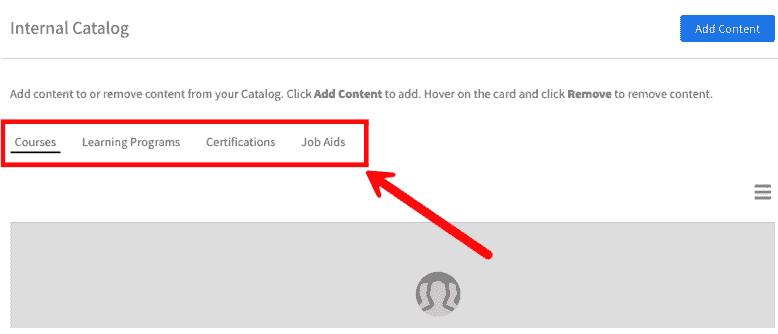 Internal Catalog
Add Content
Add content to or remove content from your Catalog. Click Add Content to add. Hover on the card and click Remove to remove content.
Courses Learning Programs Certifications Job Aids